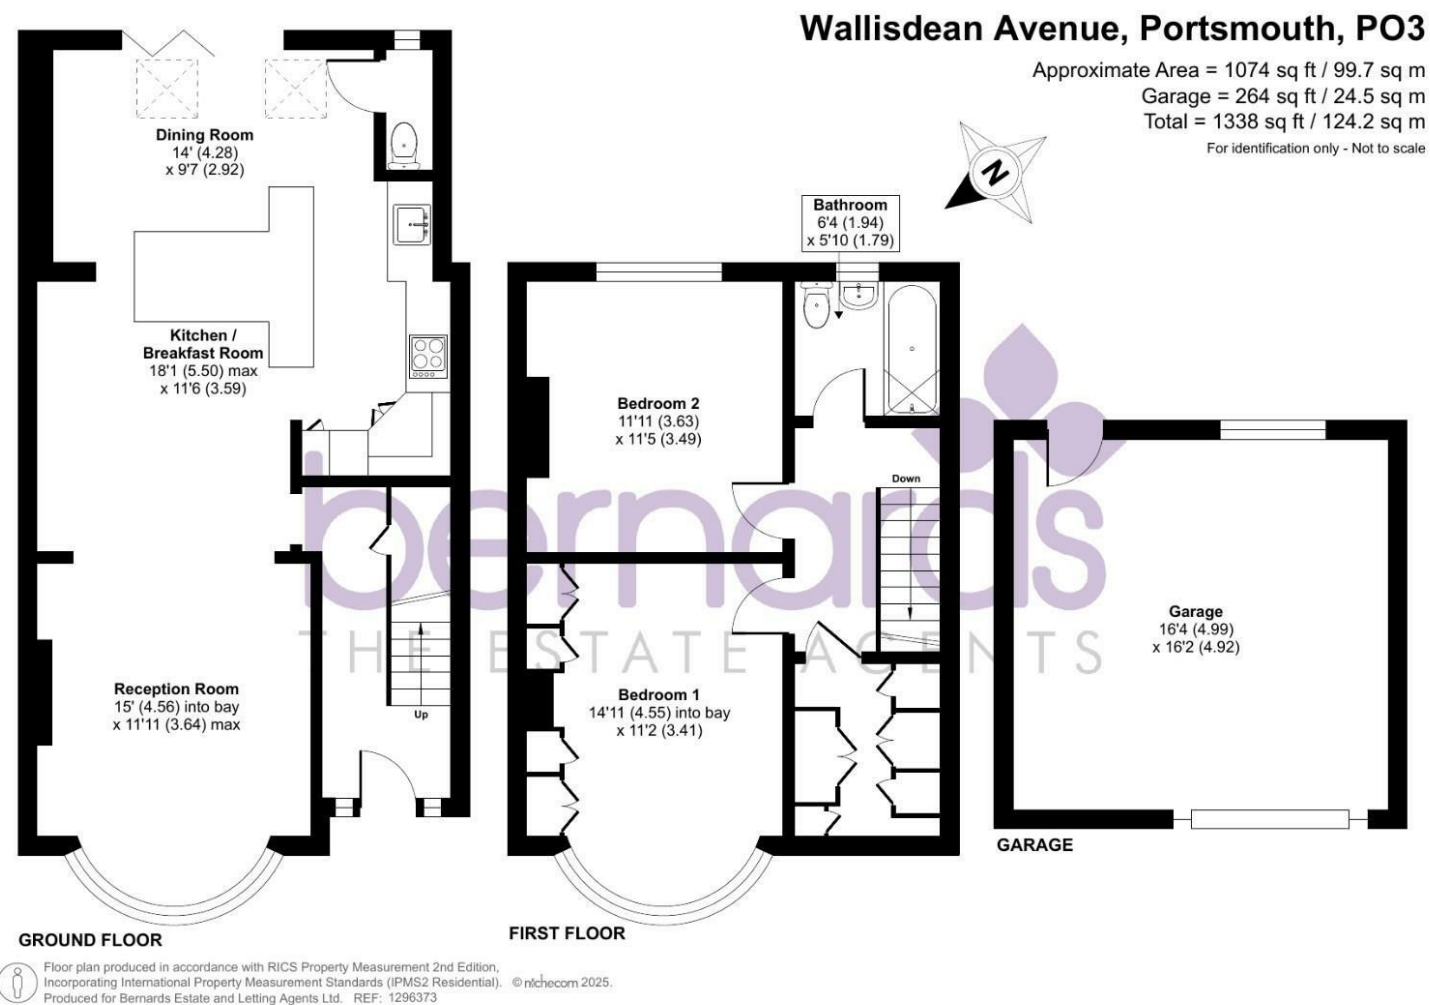 Wallisdean Avenue, Portsmouth, PO3
Approximate Area = 1074 sq ft / 99.7 sq m
Garage = 264 sq ft / 24.5 sq m
Total = 1338 sq ft / 124.2 sq m
For identification only - Not to scale
N
Dining Room
14' (4.28)
x 9'7 (2.92)
Kitchen /
Breakfast Room
18'1 (5.50) max
x 11'6 (3.59)
Reception Room
15' (4.56) into bay
x 11'11 (3.64) max
Up
GROUND FLOOR
Bathroom
6'4 (1.94)
x 5'10 (1.79)
Bedroom 2
11'11 (3.63)
x 11'5 (3.49)
Down
Bedroom 1
14'11 (4.55) into bay
x 11'2 (3.41)
FIRST FLOOR
Garage
16'4 (4.99)
x 16'2 (4.92)
GARAGE
bernards
THE ESTATE AGENTS
Floor plan produced in accordance with RICS Property Measurement 2nd Edition,
Incorporating International Property Measurement Standards (IPMS2 Residential). © nichecom 2025.
Produced for Bernards Estate and Letting Agents Ltd. REF: 1296373